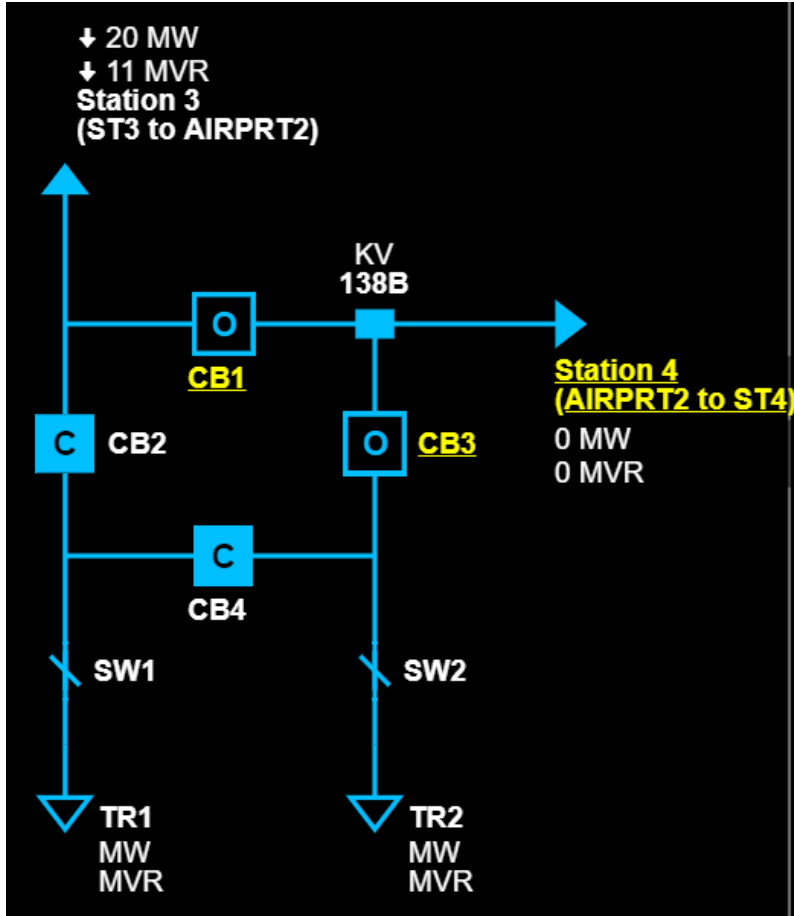 ↓ 20 MW
↓ 11 MVR
Station 3
(ST3 to AIRPRT2)
KV
138B
O
CB1
Station 4
(AIRPRT2 to ST4)
0 MW
0 MVR
C
CB2
O
CB3
C
CB4
SW1
SW2
TR1
MW
MVR
TR2
MW
MVR